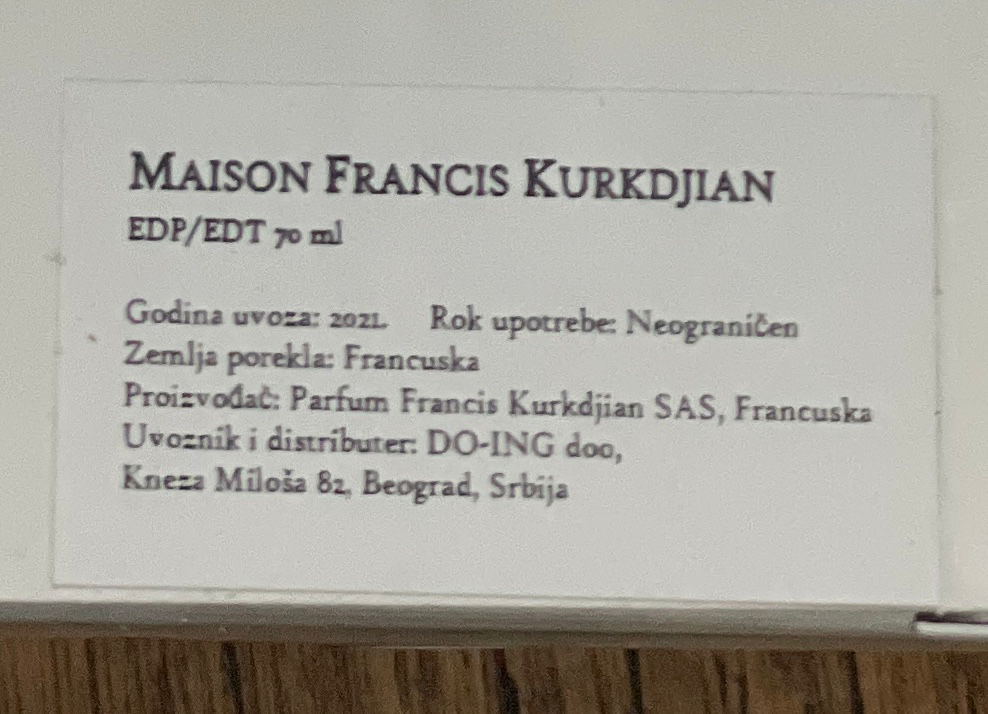 MAISON FRANCIS KURKDJIAN
EDP/EDT 70 ml
Godina uvoza: 2021. Rok upotrebe: Neograničen
Zemlja porekla: Francuska
Proizvođač: Parfum Francis Kurkdjian SAS, Francuska
Uvoznik i distributer: DO-ING doo,
Kneza Miloša 82, Beograd, Srbija